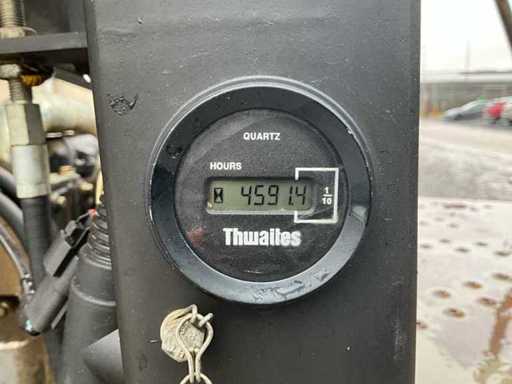 QUARTZ
HOURS
4591.4
1/10
Thwaites